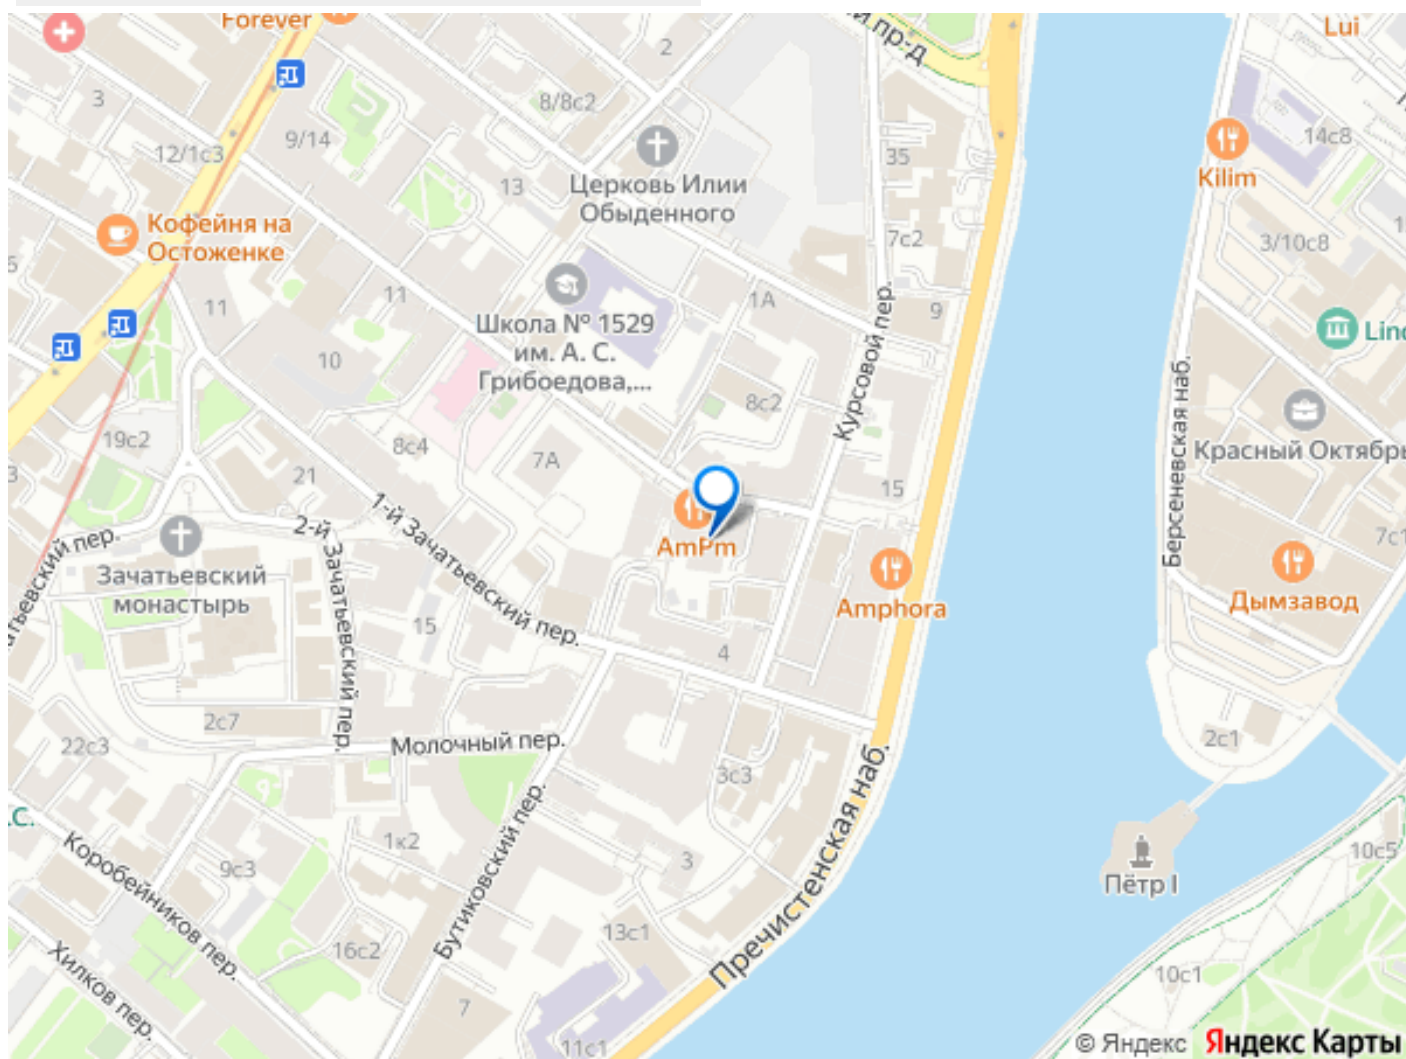 Forever
2
й пр-д
Lui
3
8/8с2
9/14
14с8
12/1с3
35
Kilim
13
Церковь Илии
Обыденного
Кофейня на
Остоженке
7с2
3/10с8
11
11
1А
9
Школа № 1529
им. А. С.
Грибоедова,...
Курсовой пер.
10
8с2
Берсеневская наб.
Красный Октябрь
19с2
8с4
7А
21
15
1-й Зачатьевский пер.
2-й Зачатьевский пер.
AmPm
7с1
Зачатьевский
монастырь
Amphora
Дымзавод
15
4
2с7
22с3
Молочный пер.
2с1
3с3
Пречистенская наб.
1к2
3
9с3
Коробейников пер.
Бутиковский пер.
Пётр I
10с5
16с2
13с1
Хилков пер.
10с1
7
11с1
© Яндекс Яндекс Карты